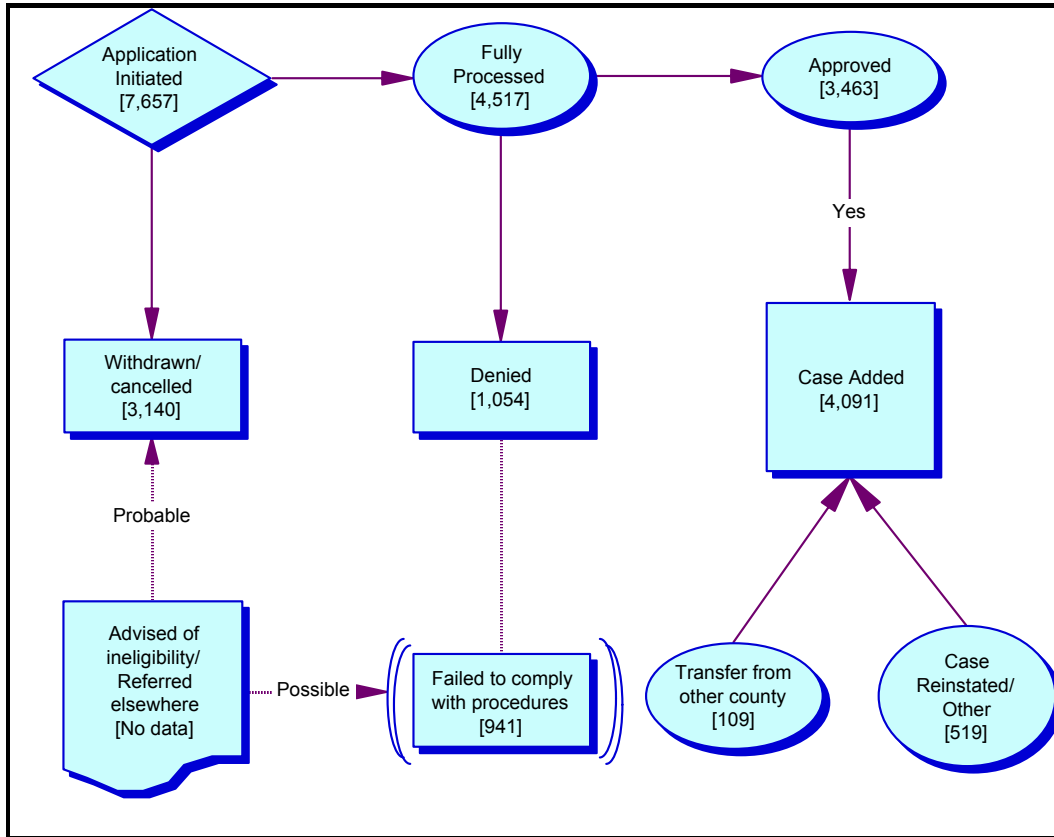 Application
Initiated
[7,657]
Fully
Processed
[4,517]
Approved
[3,463]
Yes
Withdrawn/
cancelled
[3,140]
Denied
[1,054]
Case Added
[4,091]
Probable
Advised of
ineligibility/
Referred
elsewhere
[No data]
Possible
Failed to comply
with procedures
[941]
Transfer from
other county
[109]
Case
Reinstated/
Other
[519]